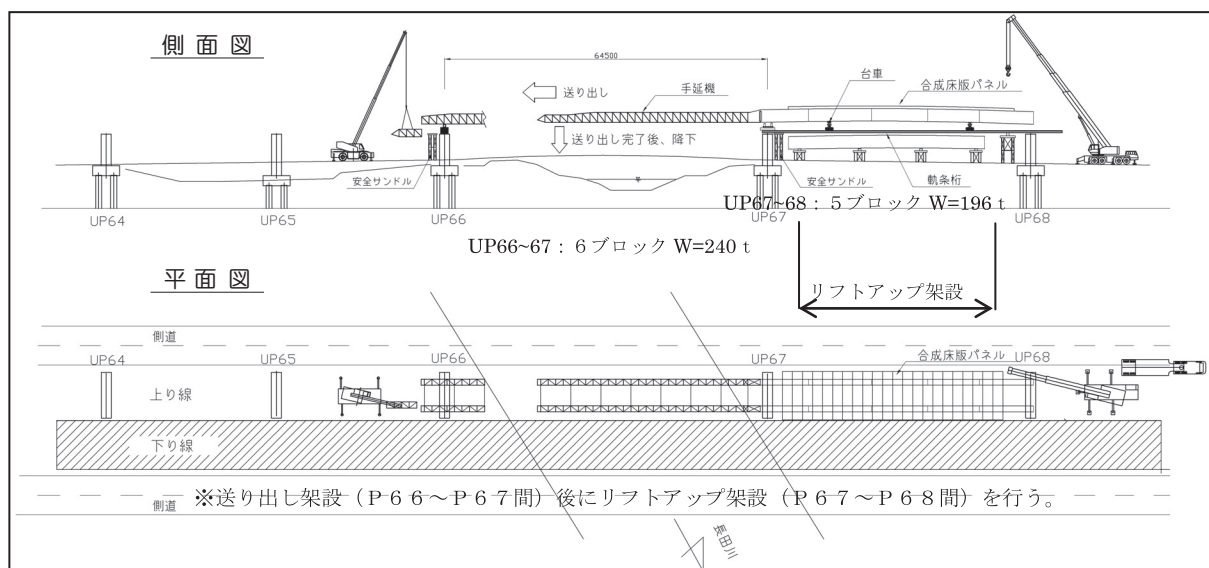 側面図
64500
台車
合成床版パネル
送り出し
手延機
送り出し完了後、降下
安全サンドル
安全サンドル
軌条桁
UP64
UP65
UP66
UP67
UP68
UP67~68：５ブロック W=196ｔ
UP66~67：６ブロック W=240ｔ
平面図
リフトアップ架設
側道
UP64
UP65
UP66
UP67
合成床版パネル
UP68
上り線
下り線
側道
※送り出し架設（Ｐ６６～Ｐ６７間）後にリフトアップ架設（Ｐ６７～Ｐ６８間）を行う。
長田川